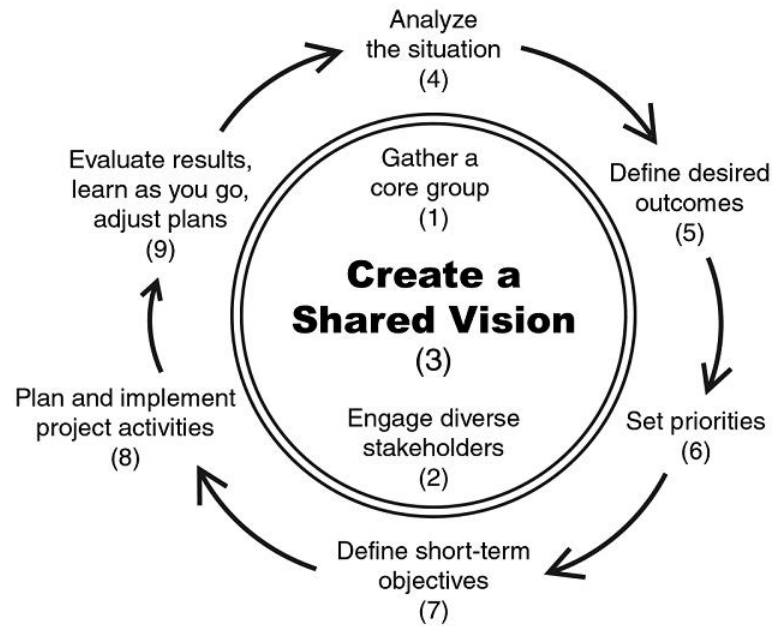 Analyze
the situation
(4)
Define desired
outcomes
(5)
Set priorities
(6)
Define short-term
objectives
(7)
Plan and implement
project activities
(8)
Evaluate results,
learn as you go,
adjust plans
(9)
Gather a
core group
(1)
Create a
Shared Vision
(3)
Engage diverse
stakeholders
(2)